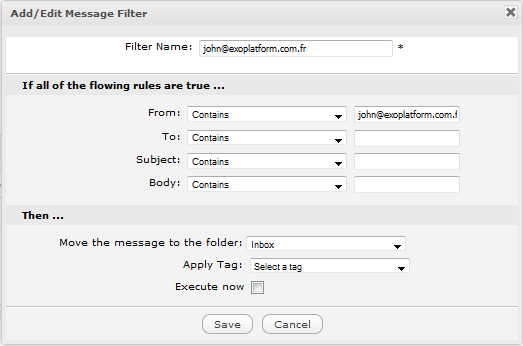 Add/Edit Message Filter
Filter Name: john@exoplatform.com.fr *
If all of the flowing rules are true ...
From: Contains john@exoplatform.com.f
To: Contains
Subject: Contains
Body: Contains
Then ...
Move the message to the folder: Inbox
Apply Tag: Select a tag
Execute now
Save Cancel